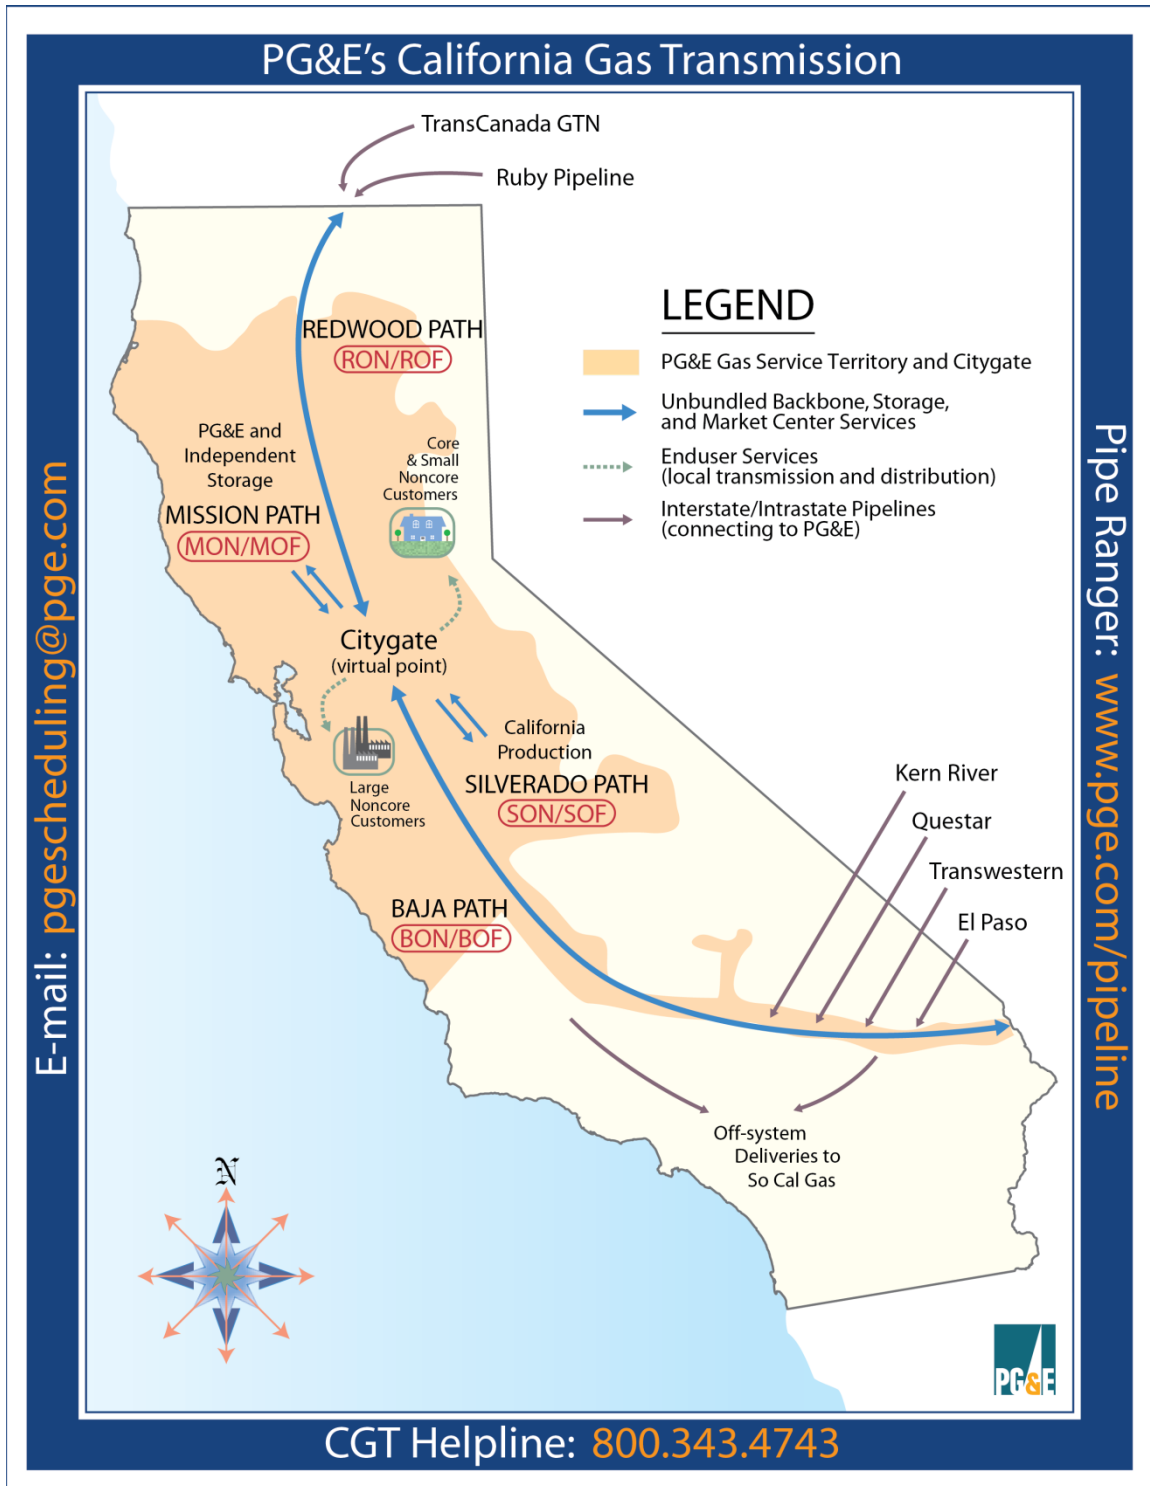 PG&E's California Gas Transmission
TransCanada GTN
Ruby Pipeline
LEGEND
PG&E Gas Service Territory and Citygate
Unbundled Backbone, Storage,
and Market Center Services
Enduser Services
(local transmission and distribution)
Interstate/Intrastate Pipelines
(connecting to PG&E)
REDWOOD PATH
RON/ROF
PG&E and
Independent
Storage
MISSION PATH
MON/MOF
Core
& Small
Noncore
Customers
Citygate
(virtual point)
California
Production
SILVERADO PATH
SON/SOF
Large
Noncore
Customers
BAJA PATH
BON/BOF
Kern River
Questar
Transwestern
El Paso
Off-system
Deliveries to
So Cal Gas
N
PG&E
E-mail: pgescheduling@pge.com
Pipe Ranger: www.pge.com/pipeline
CGT Helpline: 800.343.4743